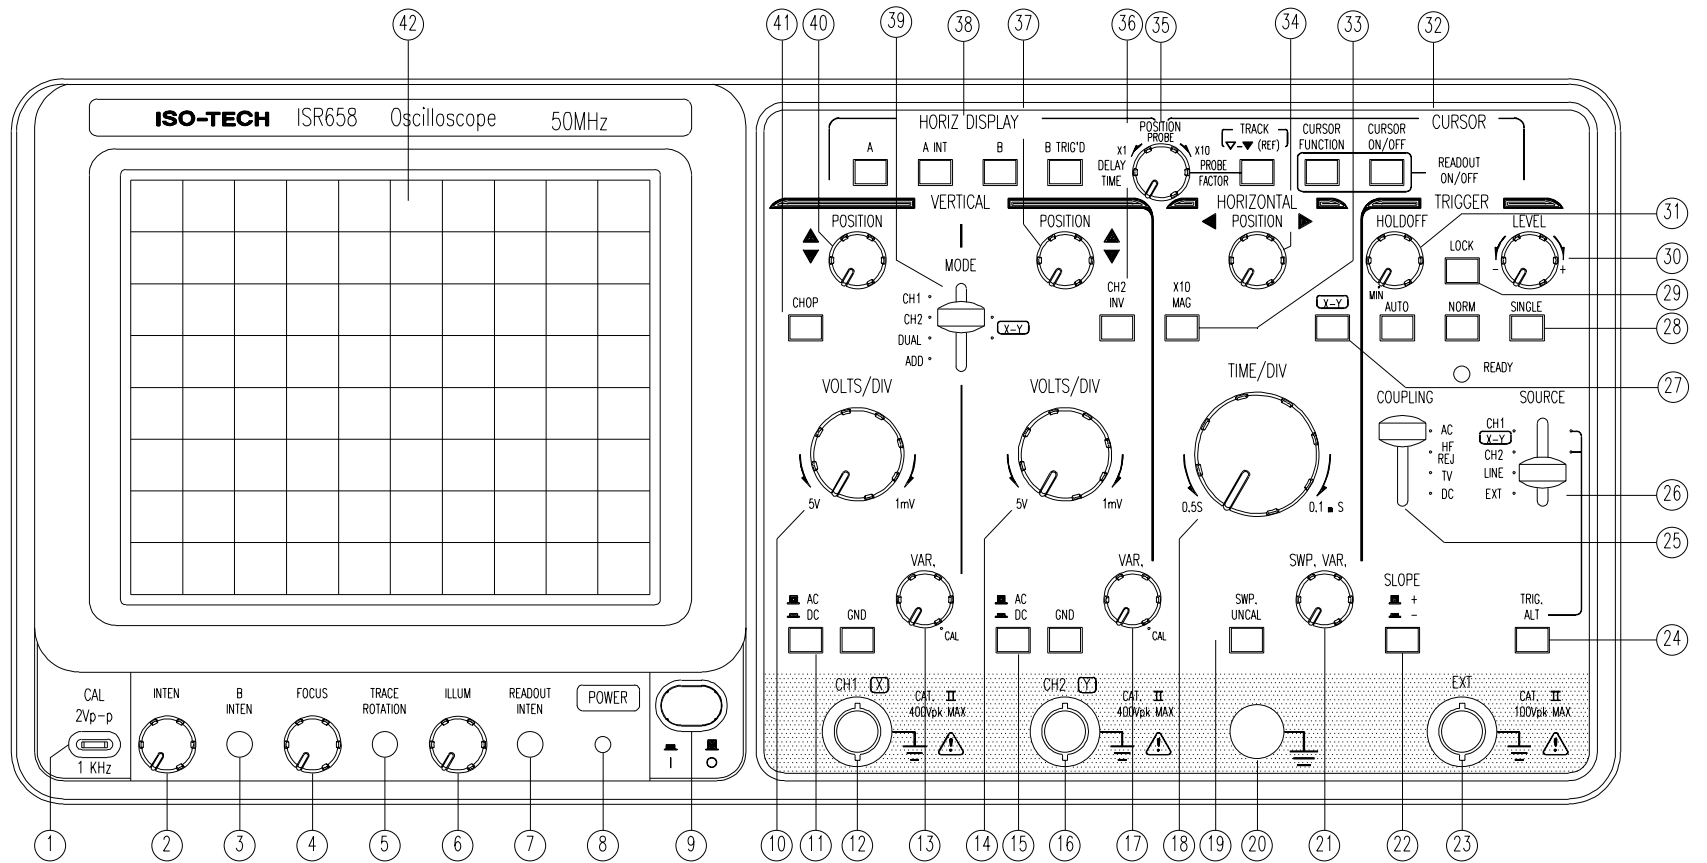 42 41 40 39 38 37 36 35 34 33 32
ISO-TECH ISR658 Oscilloscope 50MHz
HORIZ DISPLAY
A
A INT
B
B TRIG'D
POSITION
PROBE
X1
X10
DELAY
TIME
PROBE
FACTOR
TRACK
▽-▼ (REF)
CURSOR
CURSOR
FUNCTION
CURSOR
ON/OFF
READOUT
ON/OFF
VERTICAL
HORIZONTAL
TRIGGER
POSITION
POSITION
POSITION
HOLDOFF
MIN
LOCK
LEVEL
- +
31
30
29
28
27
26
25
24
MODE
CH1
CH2
DUAL
ADD
X-Y
CHOP
CH2
INV
X10
MAG
X-Y
AUTO
NORM
SINGLE
READY
VOLTS/DIV
5V
1mV
VOLTS/DIV
5V
1mV
TIME/DIV
0.5S
0.1 m S
COUPLING
AC
HF
REJ
TV
DC
SOURCE
CH1
X-Y
CH2
LINE
EXT
VAR.
CAL
VAR.
CAL
SWP. VAR.
AC
DC
GND
AC
DC
GND
SWP.
UNCAL
SLOPE
+
-
TRIG.
ALT
CAL
2Vp-p
1 KHz
INTEN
B
INTEN
FOCUS
TRACE
ROTATION
ILLUM
READOUT
INTEN
POWER
I O
CH1 X
CAT. II
400Vpk MAX
CH2 Y
CAT. II
400Vpk MAX
EXT
CAT. II
100Vpk MAX
1 2 3 4 5 6 7 8 9 10 11 12 13 14 15 16 17 18 19 20 21 22 23